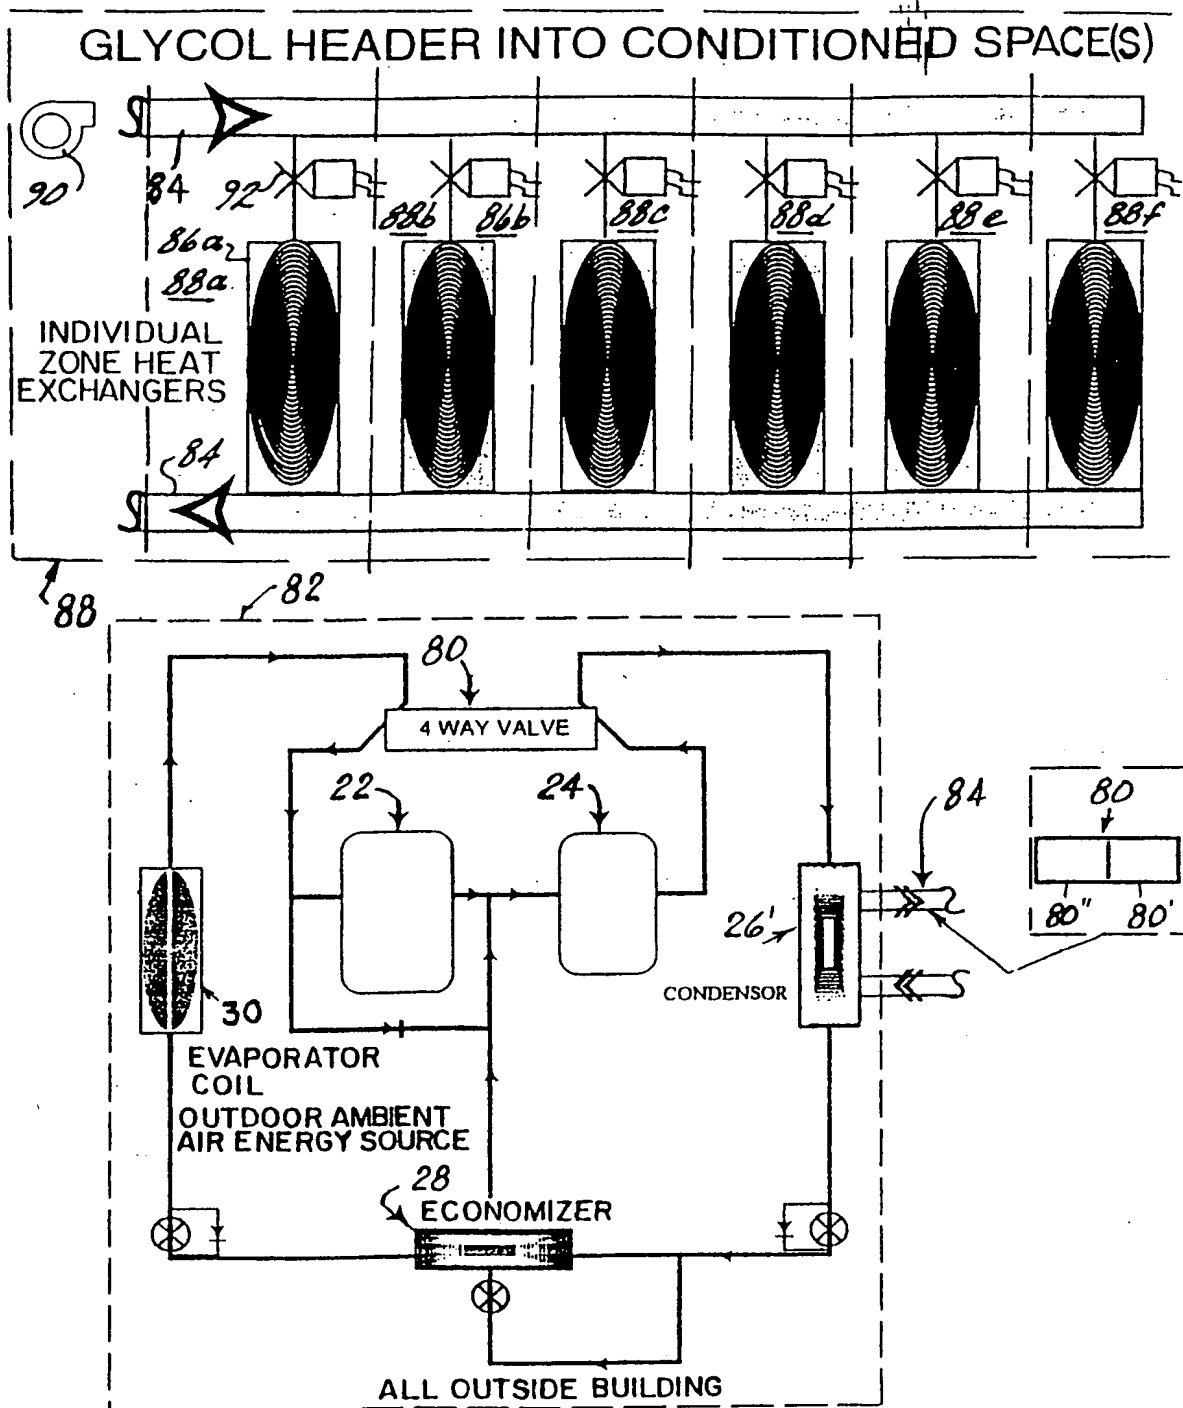 GLYCOL HEADER INTO CONDITIONED SPACE(S)
90
84
92
88b
86b
88c
88d
88e
88f
86a
88a
INDIVIDUAL
ZONE HEAT
EXCHANGERS
84
88
82
80
4 WAY VALVE
22
24
84
80
80"
80'
26'
CONDENSOR
30
EVAPORATOR
COIL
OUTDOOR AMBIENT
AIR ENERGY SOURCE
28
ECONOMIZER
ALL OUTSIDE BUILDING